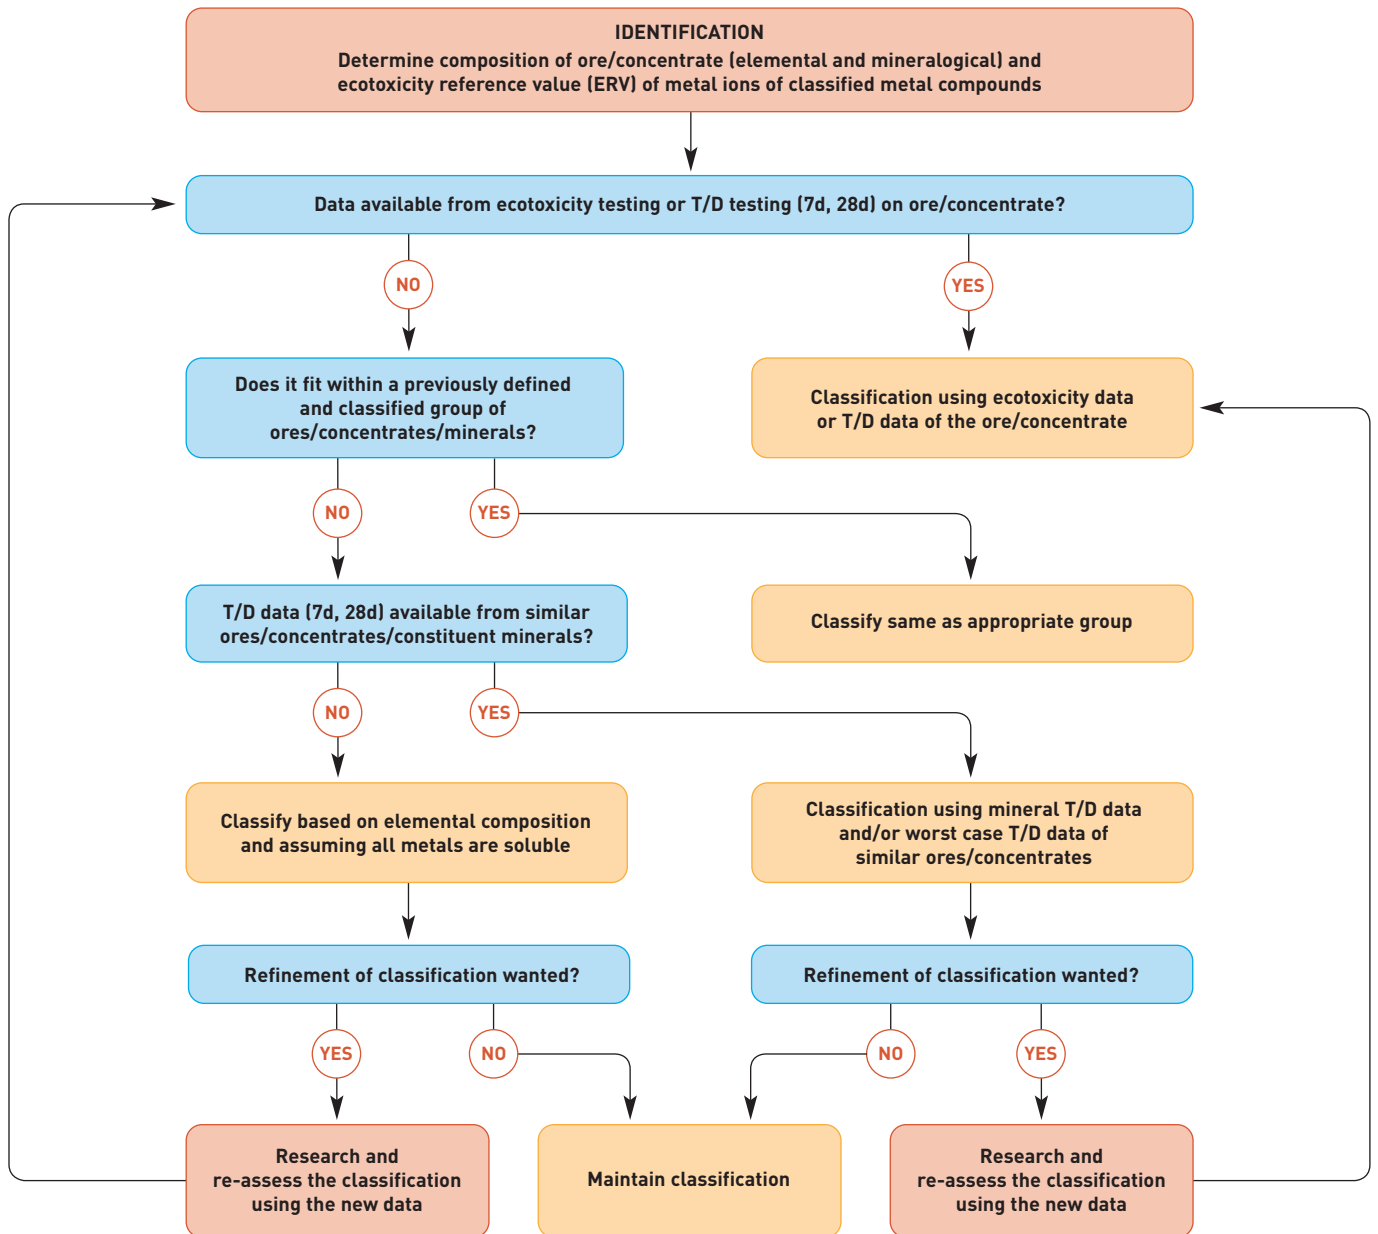 IDENTIFICATION
Determine composition of ore/concentrate (elemental and mineralogical) and
ecotoxicity reference value (ERV) of metal ions of classified metal compounds
Data available from ecotoxicity testing or T/D testing (7d, 28d) on ore/concentrate?
NO
YES
Does it fit within a previously defined
and classified group of
ores/concentrates/minerals?
Classification using ecotoxicity data
or T/D data of the ore/concentrate
NO
YES
T/D data (7d, 28d) available from similar
ores/concentrates/constituent minerals?
Classify same as appropriate group
NO
YES
Classify based on elemental composition
and assuming all metals are soluble
Classification using mineral T/D data
and/or worst case T/D data of
similar ores/concentrates
Refinement of classification wanted?
Refinement of classification wanted?
YES
NO
NO
YES
Research and
re-assess the classification
using the new data
Maintain classification
Research and
re-assess the classification
using the new data